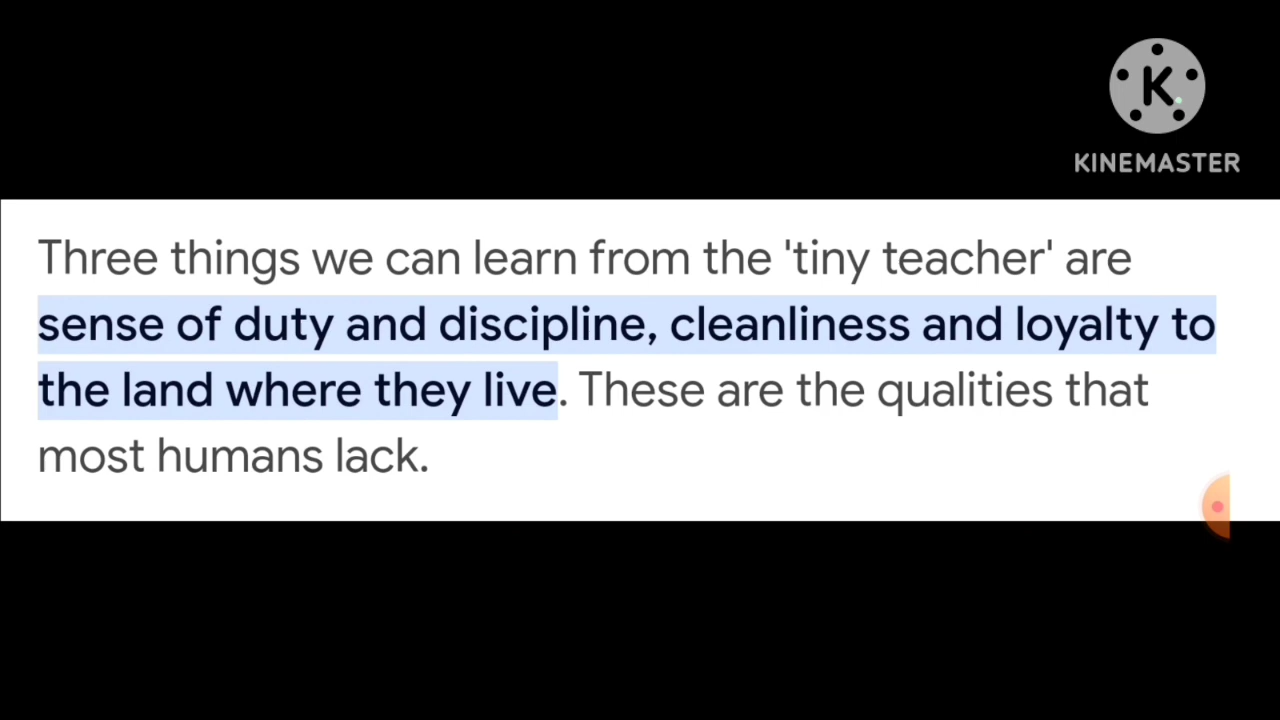 K
KINEMASTER
Three things we can learn from the 'tiny teacher' are
sense of duty and discipline, cleanliness and loyalty to
the land where they live. These are the qualities that
most humans lack.